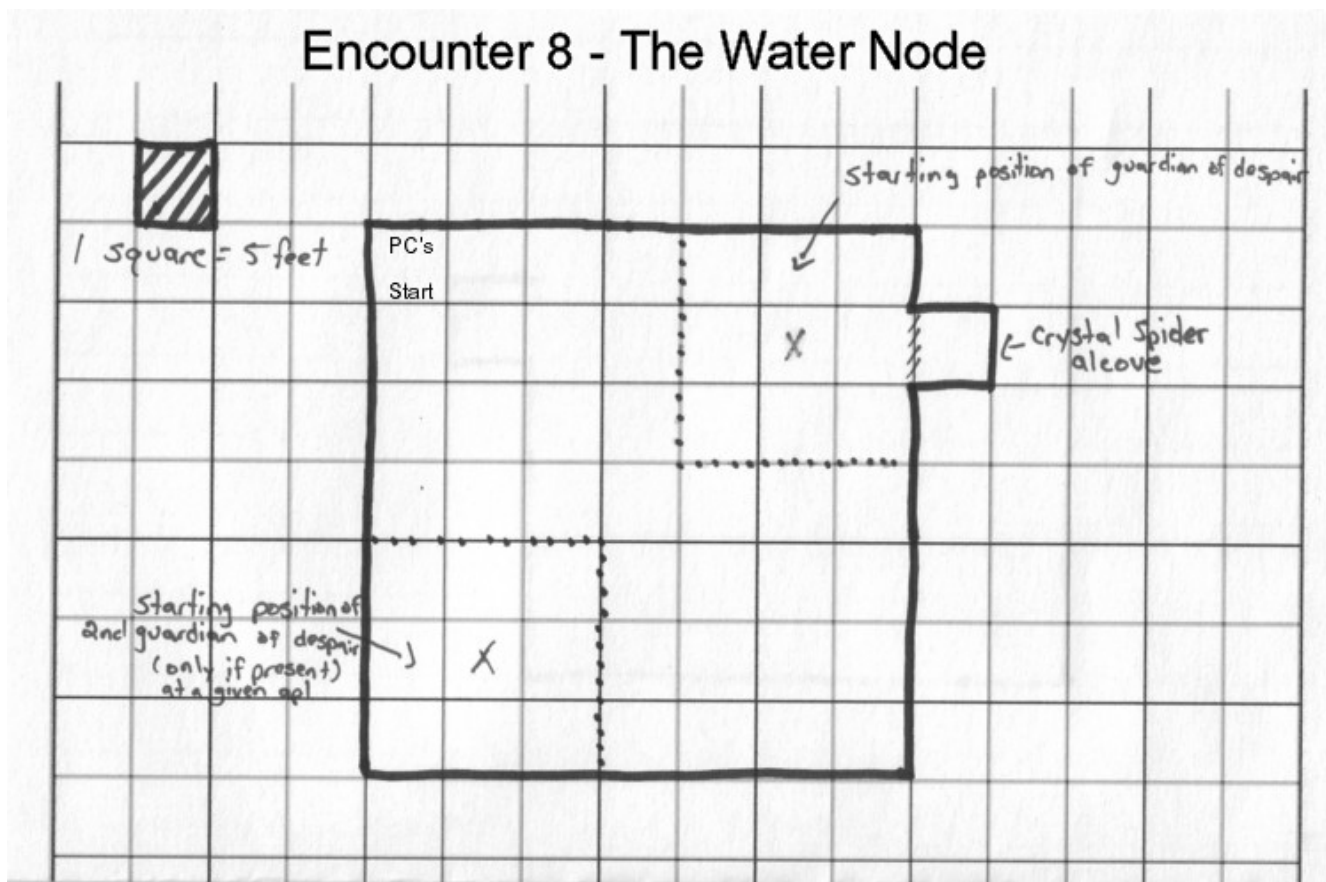 Encounter 8 - The Water Node
Starting position of guardian of despair
1 square = 5 feet
PC's
Start
X
Crystal Spider
alcove
Starting position of
2nd guardian of despair
(only if present)
at a given apl
X